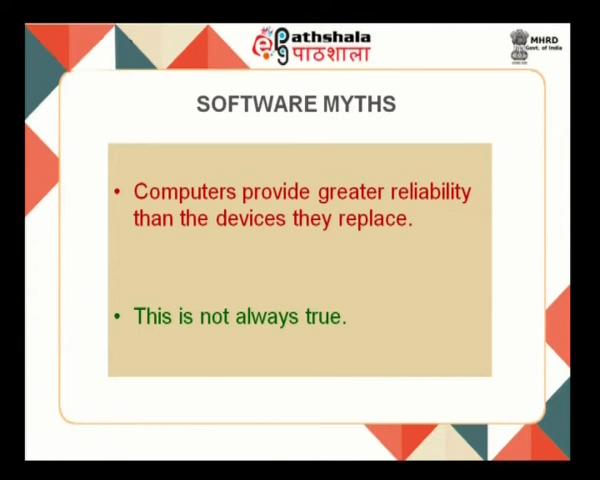 ePathshala
पाठशाला
MHRD
Govt. of India
SOFTWARE MYTHS
• Computers provide greater reliability
than the devices they replace.
• This is not always true.